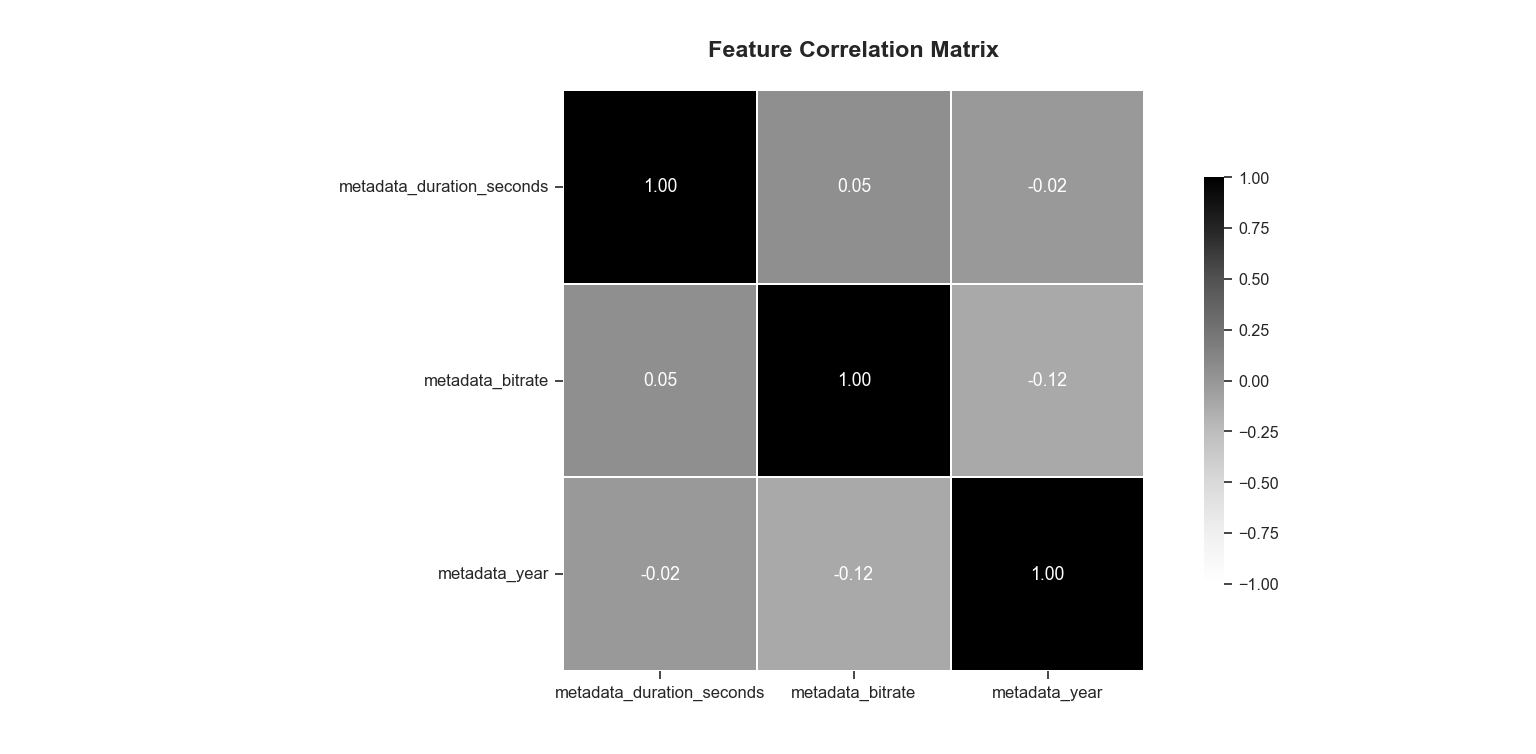 Feature Correlation Matrix
metadata_duration_seconds
1.00
0.05
-0.02
metadata_bitrate
0.05
1.00
-0.12
metadata_year
-0.02
-0.12
1.00
metadata_duration_seconds
metadata_bitrate
metadata_year
1.00
0.75
0.50
0.25
0.00
−0.25
−0.50
−0.75
−1.00